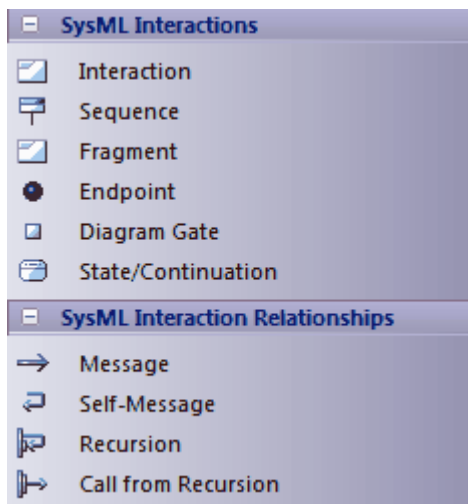 SysML Interactions
Interaction
Sequence
Fragment
Endpoint
Diagram Gate
State/Continuation
SysML Interaction Relationships
Message
Self-Message
Recursion
Call from Recursion